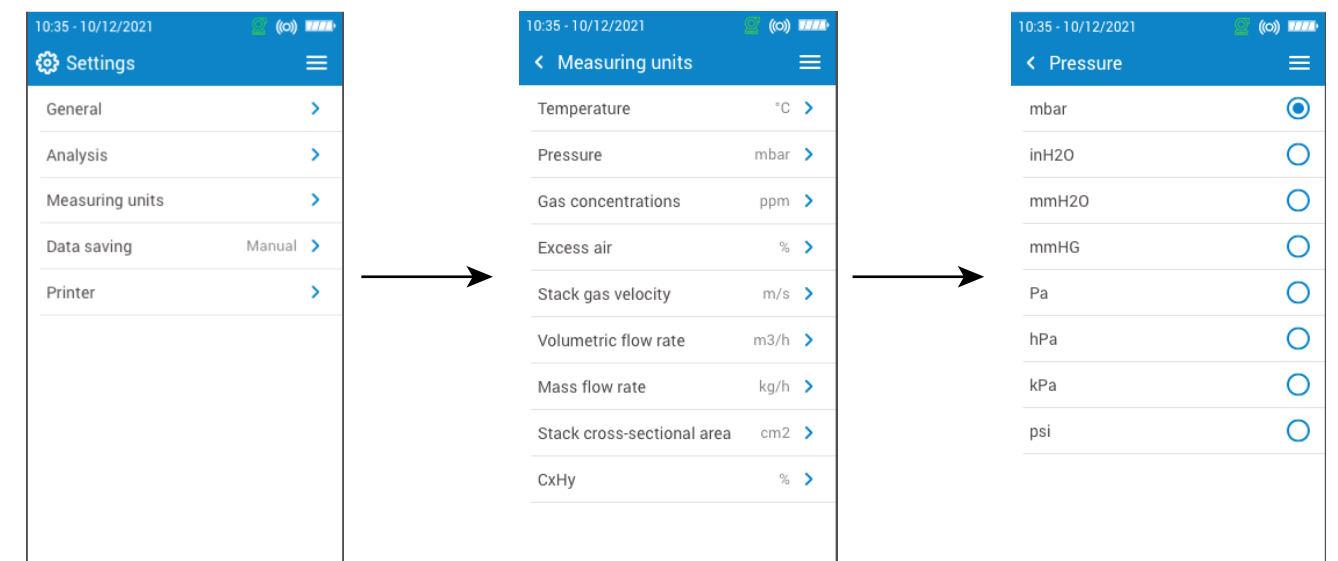 10:35 - 10/12/2021
Settings
General
Analysis
Measuring units
Data saving Manual
Printer
10:35 - 10/12/2021
Measuring units
Temperature °C
Pressure mbar
Gas concentrations ppm
Excess air %
Stack gas velocity m/s
Volumetric flow rate m3/h
Mass flow rate kg/h
Stack cross-sectional area cm2
CxHy %
10:35 - 10/12/2021
Pressure
mbar
inH2O
mmH2O
mmHG
Pa
hPa
kPa
psi